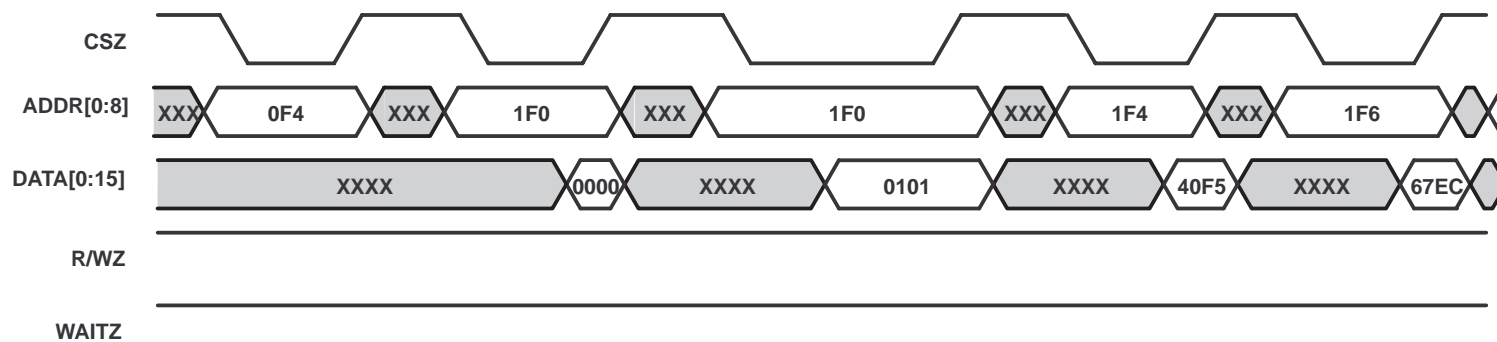 CSZ
ADDR[0:8] XXX 0F4 XXX 1F0 XXX 1F0 XXX 1F4 XXX 1F6
DATA[0:15] XXXX 0000 XXXX 0101 XXXX 40F5 XXXX 67EC
R/WZ
WAITZ